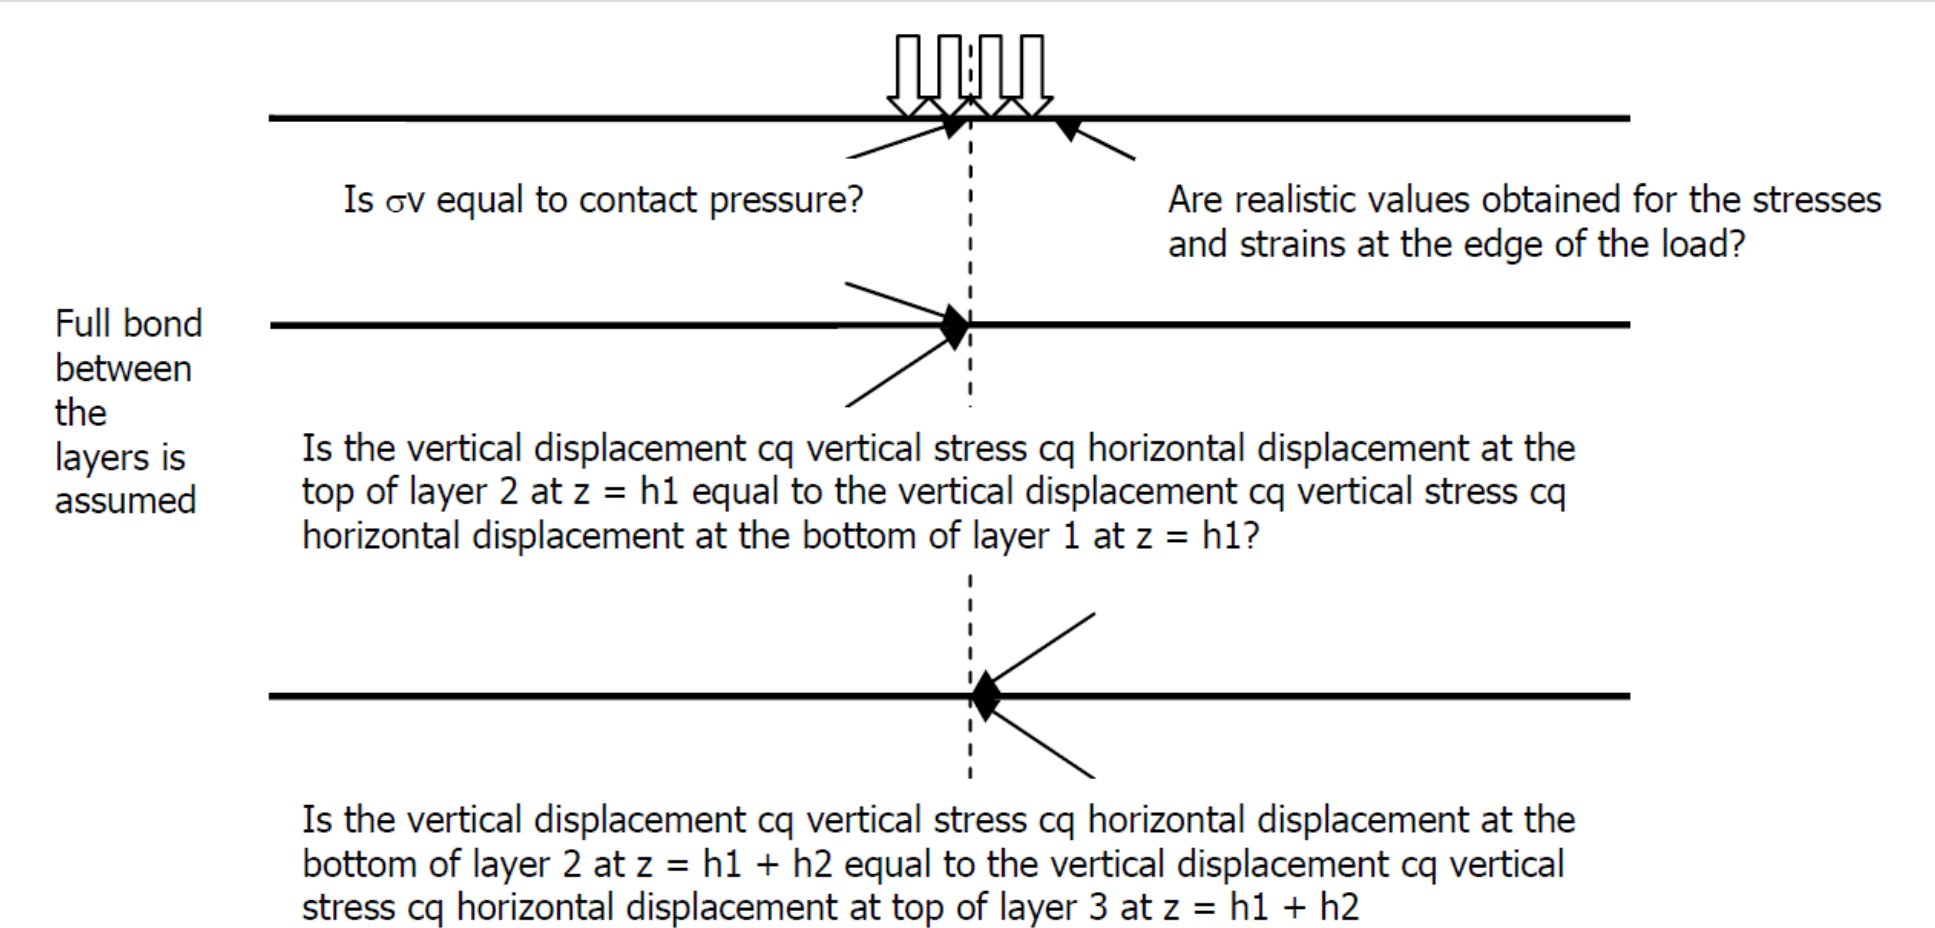 Is σv equal to contact pressure?
Are realistic values obtained for the stresses
and strains at the edge of the load?
Full bond
between
the
layers is
assumed
Is the vertical displacement cq vertical stress cq horizontal displacement at the
top of layer 2 at z = h1 equal to the vertical displacement cq vertical stress cq
horizontal displacement at the bottom of layer 1 at z = h1?
Is the vertical displacement cq vertical stress cq horizontal displacement at the
bottom of layer 2 at z = h1 + h2 equal to the vertical displacement cq vertical
stress cq horizontal displacement at top of layer 3 at z = h1 + h2